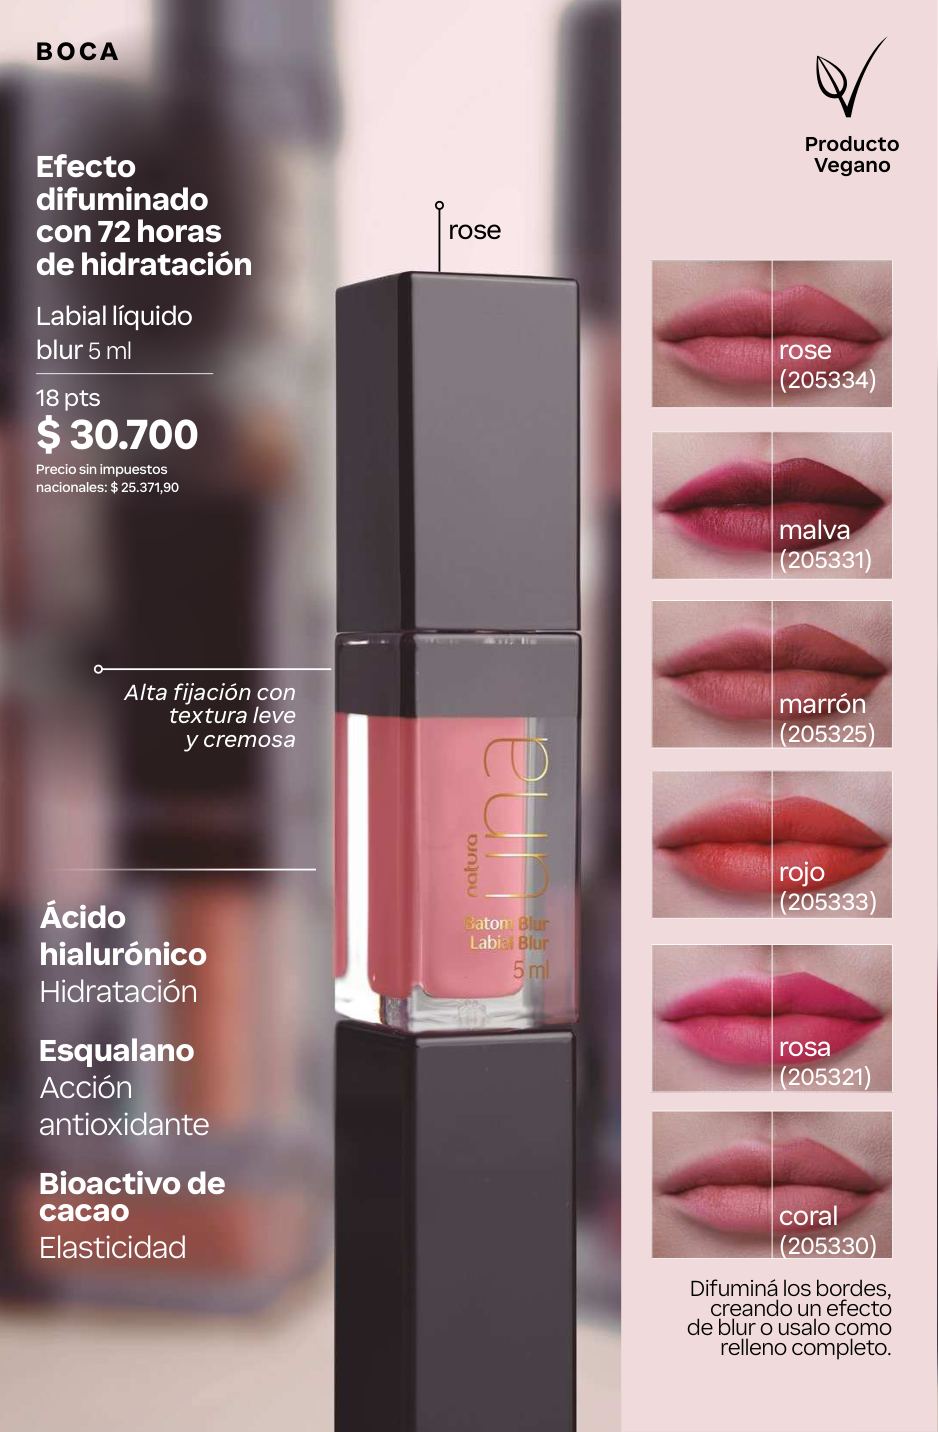 BOCA
Efecto
difuminado
con 72 horas
de hidratación
Labial líquido
blur 5 ml
18 pts
$ 30.700
Precio sin impuestos
nacionales: $ 25.371,90
rose
Alta fijación con
textura leve
y cremosa
Ácido
hialurónico
Hidratación
Esqualano
Acción
antioxidante
Bioactivo de
cacao
Elasticidad
natura
una
Batom Blur
Labial Blur
5 ml
Producto
Vegano
rose
(205334)
malva
(205331)
marrón
(205325)
rojo
(205333)
rosa
(205321)
coral
(205330)
Difuminá los bordes,
creando un efecto
de blur o usalo como
relleno completo.